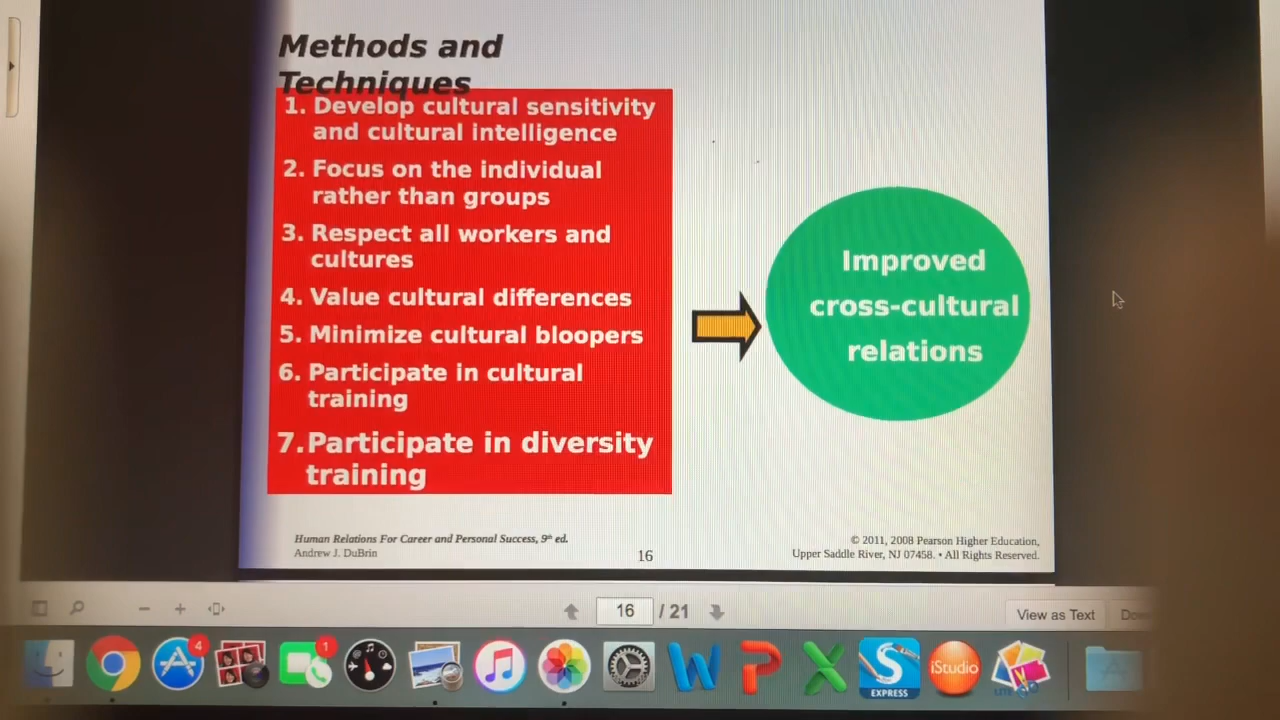 Methods and
Techniques
1. Develop cultural sensitivity
and cultural intelligence
2. Focus on the individual
rather than groups
3. Respect all workers and
cultures
4. Value cultural differences
5. Minimize cultural bloopers
6. Participate in cultural
training
7.Participate in diversity
training
Improved
cross-cultural
relations
Human Relations For Career and Personal Success, 9th ed.
Andrew J. DuBrin
16
© 2011, 2008 Pearson Higher Education,
Upper Saddle River, NJ 07458. • All Rights Reserved.
16 / 21
View as Text
4
1
EXPRESS
iStudio
LITE